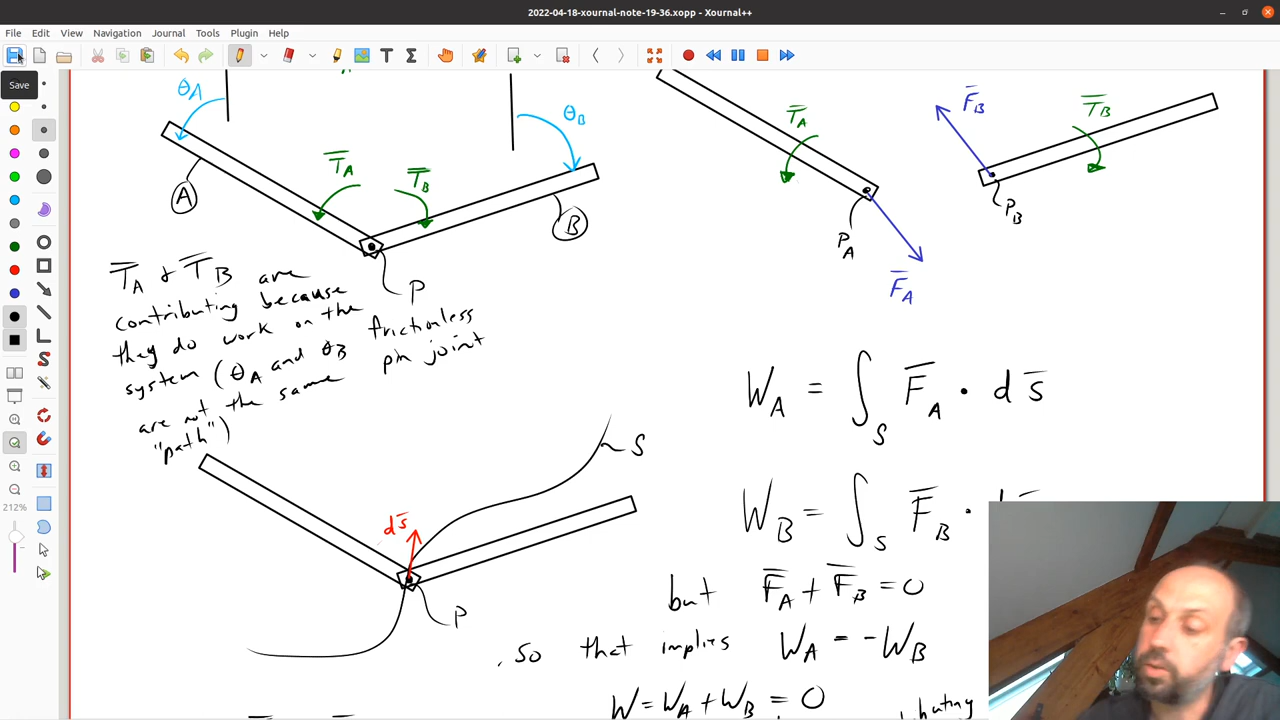 2022-04-18-xournal-note-19-36.xopp - Xournal++
File Edit View Navigation Journal Tools Plugin Help
Save
212%
θA
θB
T̅A
T̅B
A
B
P
T̅A & T̅B are
contributing because
they do work on the
system (θA and θB
are not the same
"path")
frictionless
pin joint
T̅A
PA
F̅A
F̅B
T̅B
PB
ds̅
S
P
WA = ∫S F̅A · ds̅
WB = ∫S F̅B ·
but F̅A + F̅B = 0
so that implies WA = -WB
W = WA + WB = 0